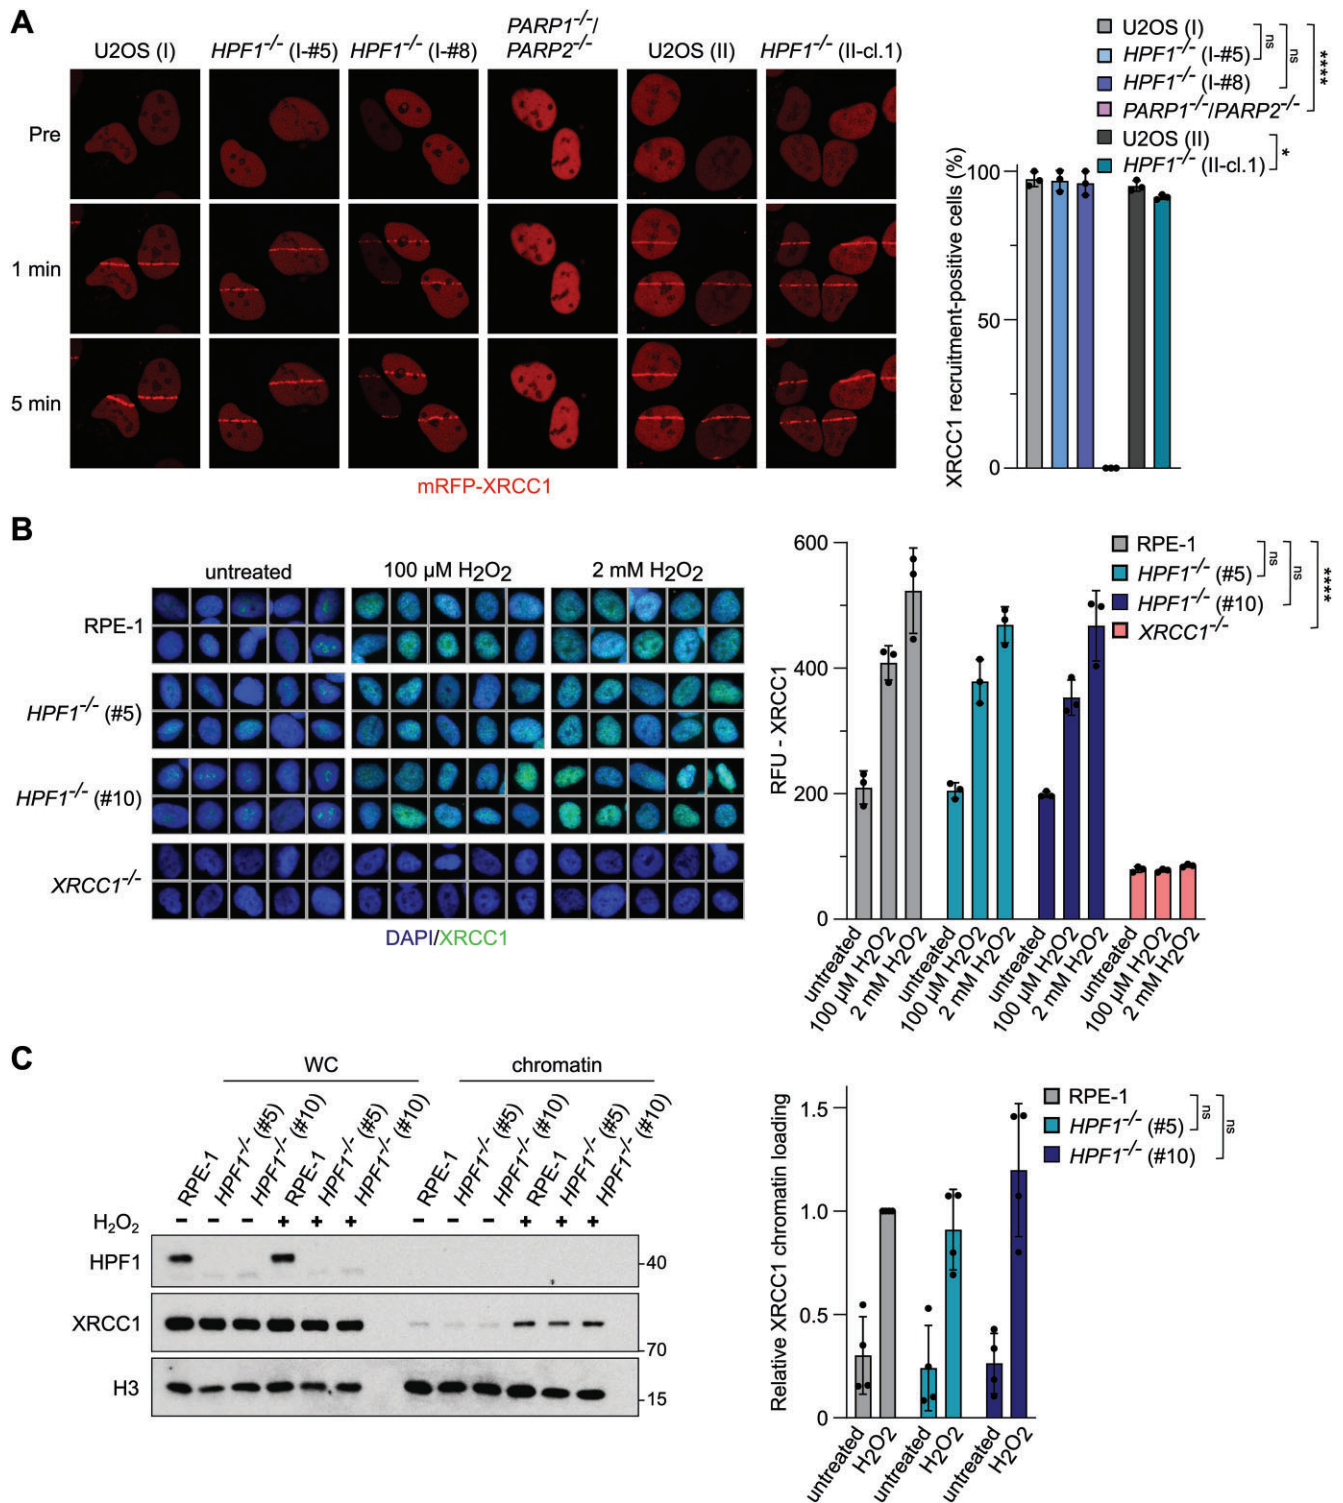 A
U2OS (I)
HPF1-/- (I-#5)
HPF1-/- (I-#8)
PARP1-/-/
PARP2-/-
U2OS (II)
HPF1-/- (II-cl.1)
Pre
1 min
5 min
mRFP-XRCC1
U2OS (I)
HPF1-/- (I-#5)
HPF1-/- (I-#8)
PARP1-/-/PARP2-/-
U2OS (II)
HPF1-/- (II-cl.1)
ns
ns
****
*
XRCC1 recruitment-positive cells (%)
100
50
0
B
untreated
100 µM H2O2
2 mM H2O2
RPE-1
HPF1-/- (#5)
HPF1-/- (#10)
XRCC1-/-
DAPI/XRCC1
RPE-1
HPF1-/- (#5)
HPF1-/- (#10)
XRCC1-/-
ns
ns
****
RFU - XRCC1
600
400
200
0
untreated
100 µM H2O2
2 mM H2O2
untreated
100 µM H2O2
2 mM H2O2
untreated
100 µM H2O2
2 mM H2O2
untreated
100 µM H2O2
2 mM H2O2
C
WC
chromatin
RPE-1
HPF1-/- (#5)
HPF1-/- (#10)
RPE-1
HPF1-/- (#5)
HPF1-/- (#10)
RPE-1
HPF1-/- (#5)
HPF1-/- (#10)
RPE-1
HPF1-/- (#5)
HPF1-/- (#10)
H2O2 - - - + + + - - - + + +
HPF1
-40
XRCC1
-70
H3
-15
RPE-1
HPF1-/- (#5)
HPF1-/- (#10)
ns
ns
Relative XRCC1 chromatin loading
1.5
1.0
0.5
0
untreated
H2O2
untreated
H2O2
untreated
H2O2